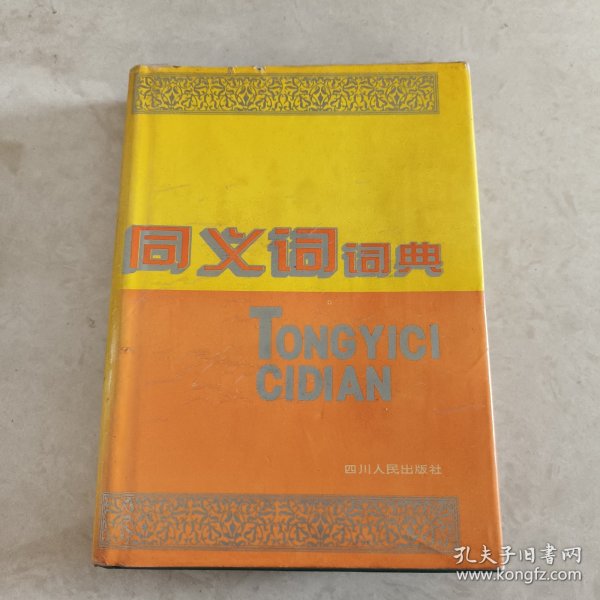 同义词词典
TONGYICI
CIDIAN
四川人民出版社
孔夫子旧书网
www.kongfz.com